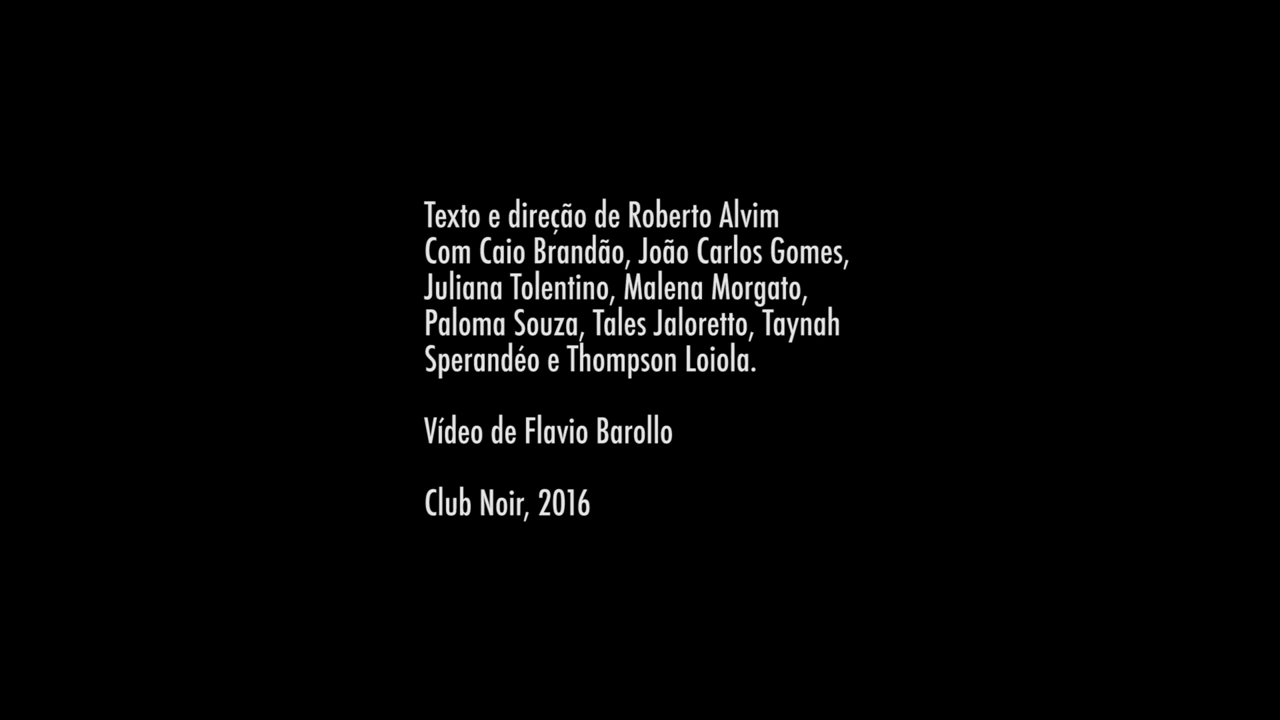 Texto e direção de Roberto Alvim
Com Caio Brandão, João Carlos Gomes,
Juliana Tolentino, Malena Morgato,
Paloma Souza, Tales Jaloretto, Taynah
Sperandéo e Thompson Loiola.
Vídeo de Flavio Barollo
Club Noir, 2016